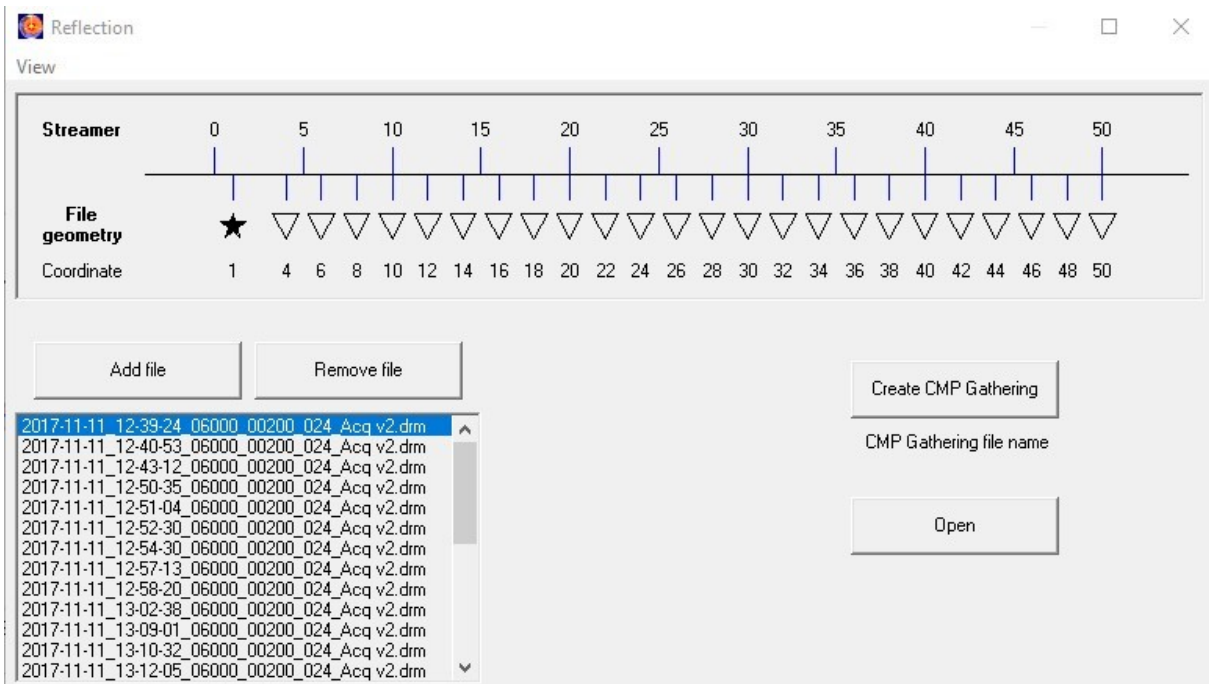 Reflection
View
Streamer 0 5 10 15 20 25 30 35 40 45 50
File
geometry
Coordinate 1 4 6 8 10 12 14 16 18 20 22 24 26 28 30 32 34 36 38 40 42 44 46 48 50
Add file Remove file
Create CMP Gathering
CMP Gathering file name
Open
2017-11-11_12-39-24_06000_00200_024_Acq v2.drm
2017-11-11_12-40-53_06000_00200_024_Acq v2.drm
2017-11-11_12-43-12_06000_00200_024_Acq v2.drm
2017-11-11_12-50-35_06000_00200_024_Acq v2.drm
2017-11-11_12-51-04_06000_00200_024_Acq v2.drm
2017-11-11_12-52-30_06000_00200_024_Acq v2.drm
2017-11-11_12-54-30_06000_00200_024_Acq v2.drm
2017-11-11_12-57-13_06000_00200_024_Acq v2.drm
2017-11-11_12-58-20_06000_00200_024_Acq v2.drm
2017-11-11_13-02-38_06000_00200_024_Acq v2.drm
2017-11-11_13-09-01_06000_00200_024_Acq v2.drm
2017-11-11_13-10-32_06000_00200_024_Acq v2.drm
2017-11-11_13-12-05_06000_00200_024_Acq v2.drm